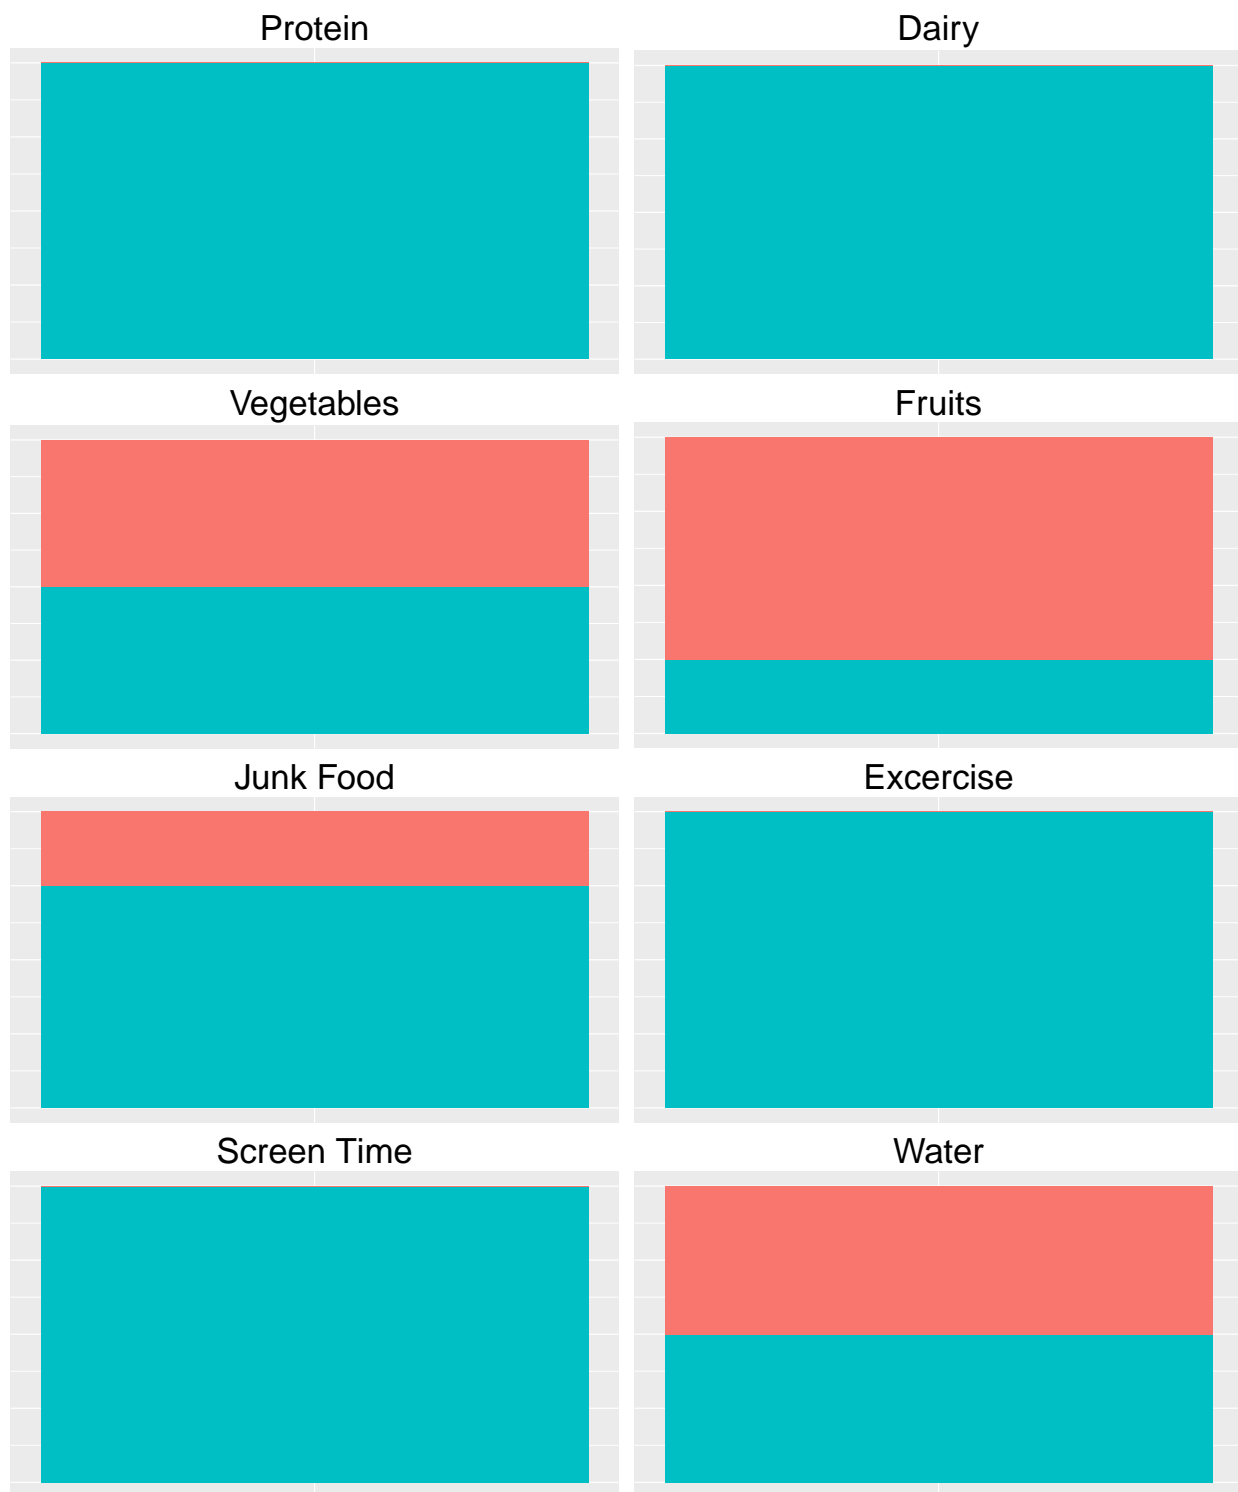 Protein
Dairy
Vegetables
Fruits
Junk Food
Excercise
Screen Time
Water